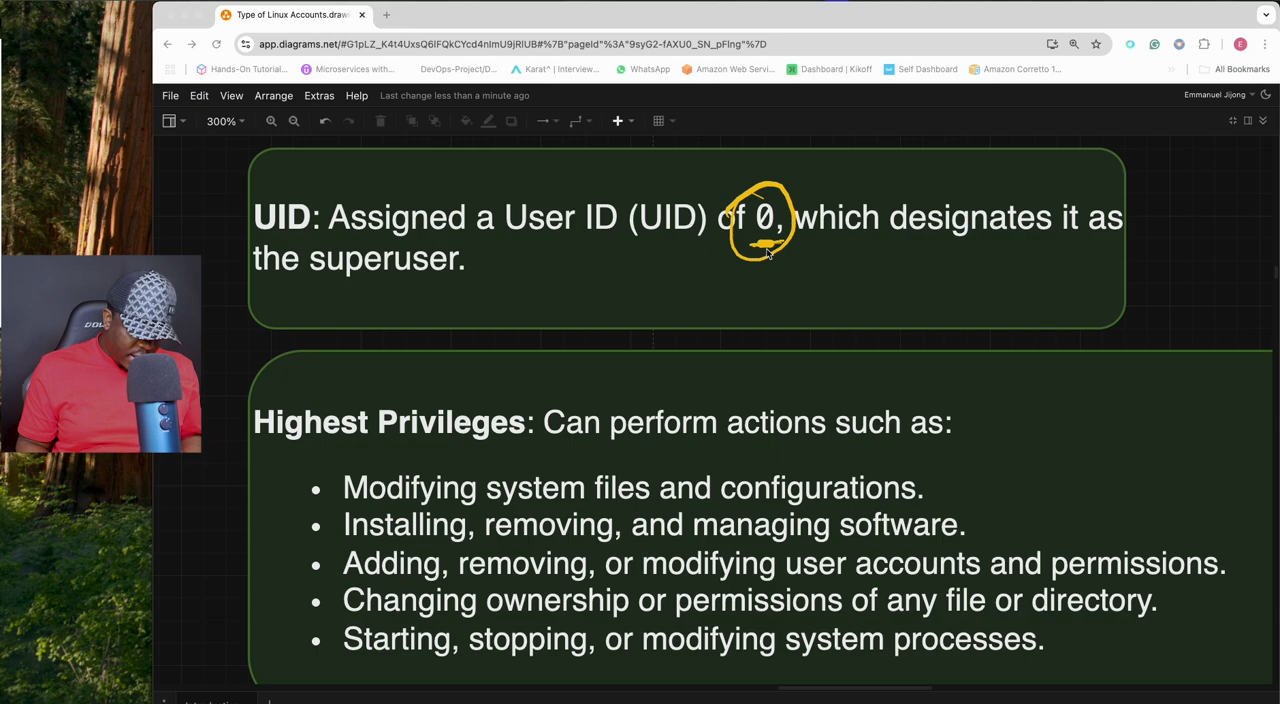 Type of Linux Accounts.draw
app.diagrams.net/#G1pLZ_K4t4UxsQ6lFQkCYcd4nImU9jRIUB#%7B"pageId"%3A"9syG2-fAXU0_SN_pFIng"%7D
E
Hands-On Tutorial... Microservices with... DevOps-Project/D... Karat^ | Interview... WhatsApp Amazon Web Servi... Dashboard | Kikoff Self Dashboard Amazon Corretto 1... » All Bookmarks
File Edit View Arrange Extras Help Last change less than a minute ago Emmanuel Jijong
300%
UID: Assigned a User ID (UID) of 0, which designates it as
the superuser.
Highest Privileges: Can perform actions such as:
• Modifying system files and configurations.
• Installing, removing, and managing software.
• Adding, removing, or modifying user accounts and permissions.
• Changing ownership or permissions of any file or directory.
• Starting, stopping, or modifying system processes.